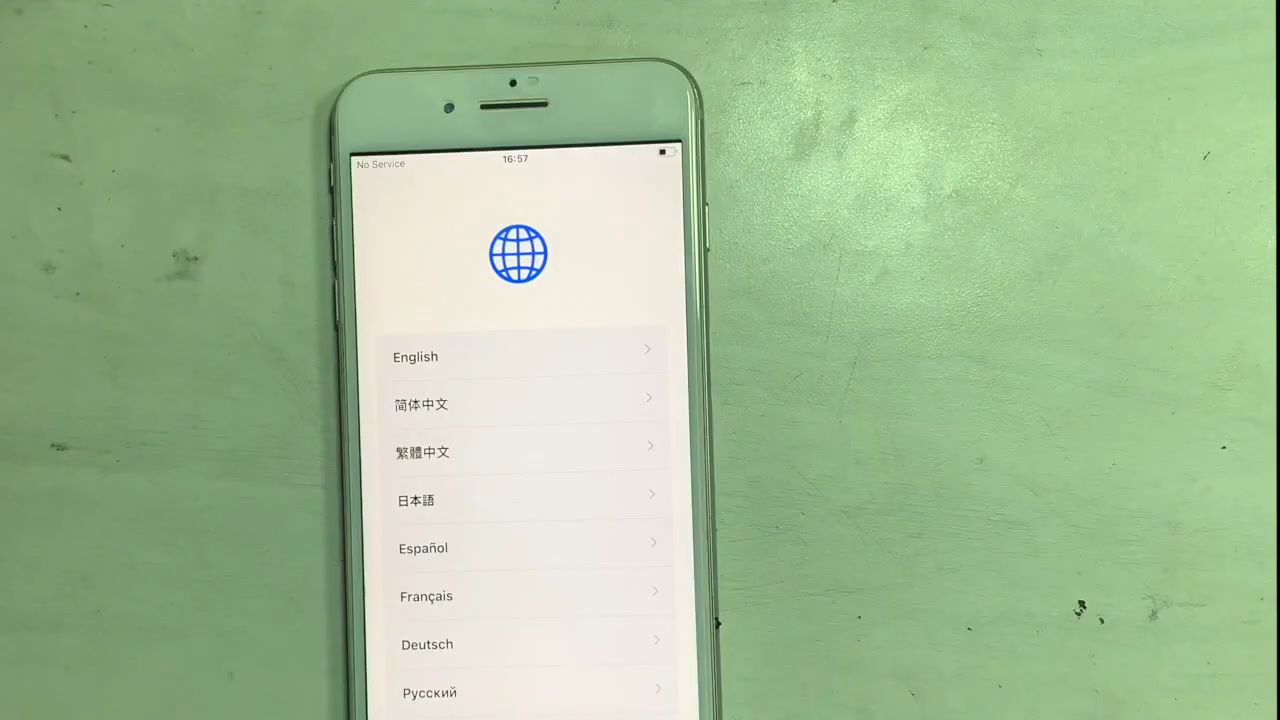 No Service 16:57
English
简体中文
繁體中文
日本語
Español
Français
Deutsch
Русский